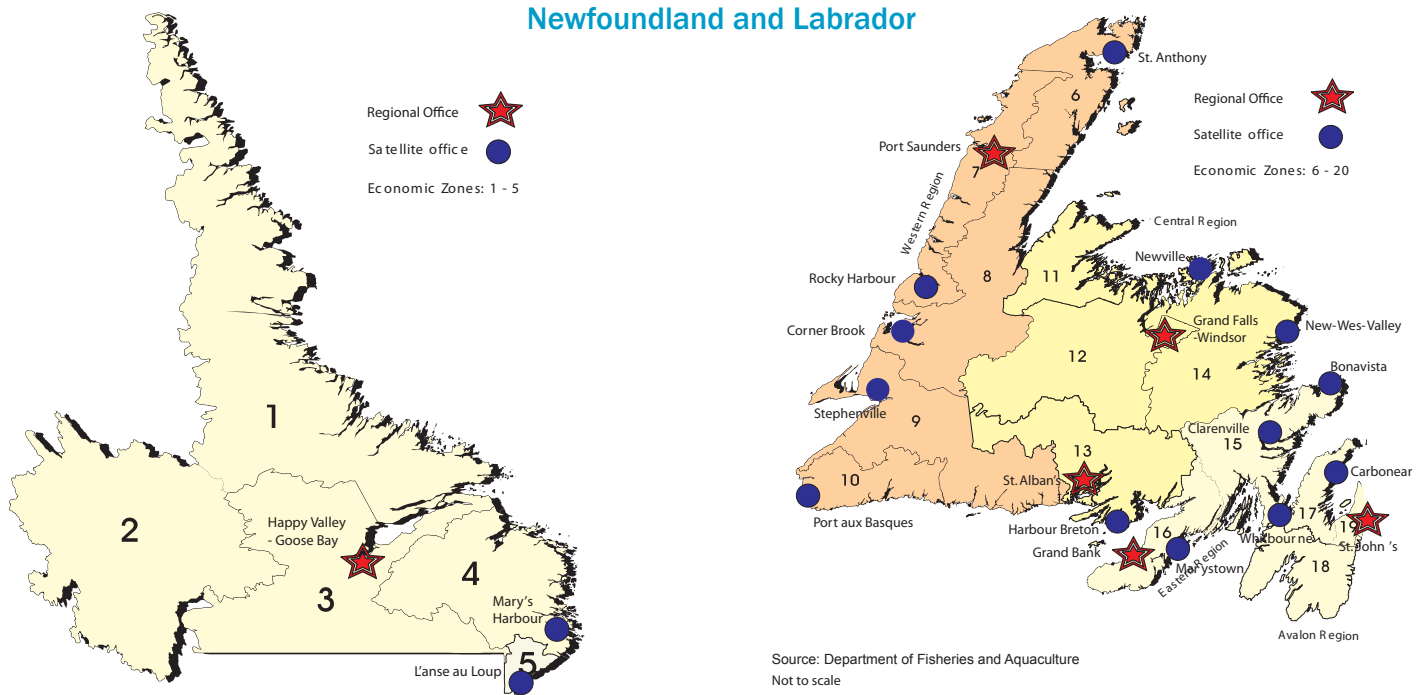 Newfoundland and Labrador
Regional Office
Satellite office
Economic Zones: 1 - 5
1
2
Happy Valley
- Goose Bay
3
4
Mary's
Harbour
5
L'anse au Loup
St. Anthony
Regional Office
Satellite office
Economic Zones: 6 - 20
6
Port Saunders
7
Western Region
Central Region
Newville
Rocky Harbour
8
11
Corner Brook
Grand Falls
-Windsor
New-Wes-Valley
12
14
Bonavista
Stephenville
9
Clarenville
15
13
10
St. Alban's
Carbonear
Port aux Basques
Harbour Breton
16
17
Whitbourne
19
St. John 's
Grand Bank
Marystown
Eastern Region
18
Avalon Region
Source: Department of Fisheries and Aquaculture
Not to scale